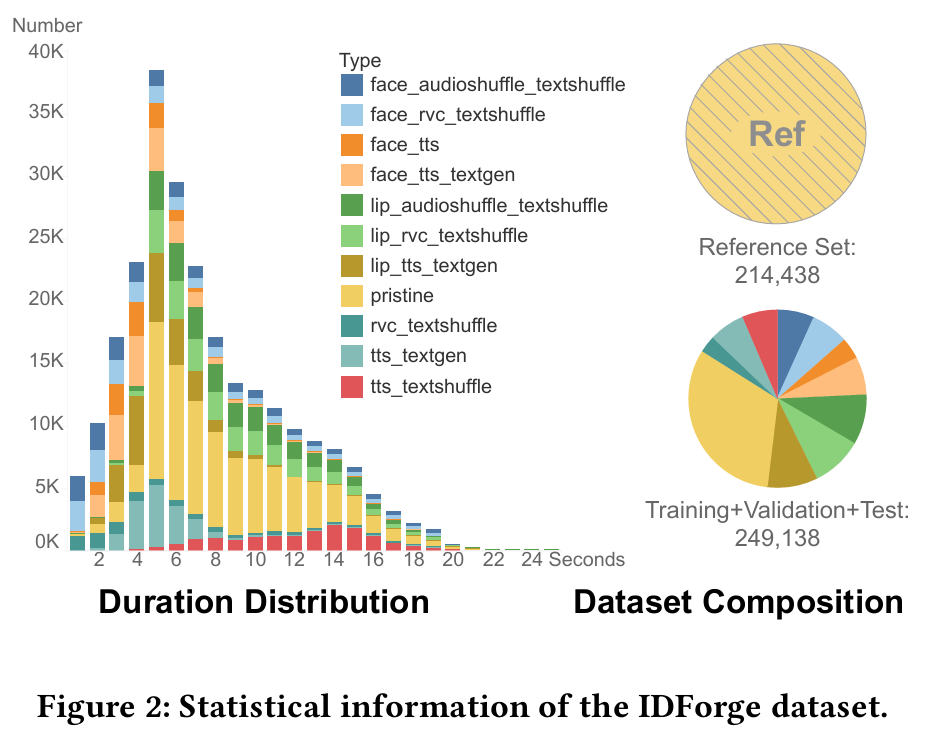 Number
40K
35K
30K
25K
20K
15K
10K
5K
0K
2 4 6 8 10 12 14 16 18 20 22 24 Seconds
Type
face_audioshuffle_textshuffle
face_rvc_textshuffle
face_tts
face_tts_textgen
lip_audioshuffle_textshuffle
lip_rvc_textshuffle
lip_tts_textgen
pristine
rvc_textshuffle
tts_textgen
tts_textshuffle
Duration Distribution
Ref
Reference Set:
214,438
Training+Validation+Test:
249,138
Dataset Composition
Figure 2: Statistical information of the IDForge dataset.